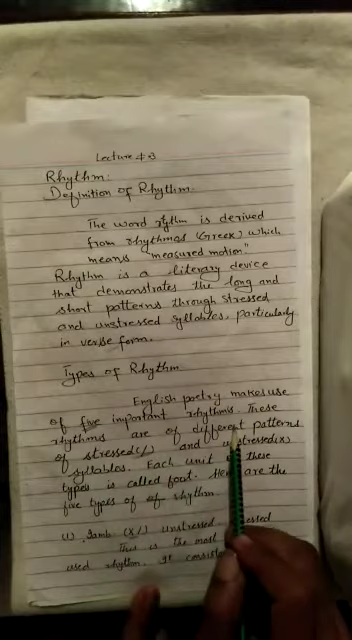 Lecture 43
Rhythm:
Definition of Rhythm.
The word rythm is derived
from rhythmos (Greek) which
means "measured motion."
Rhythm is a literary device
that demonstrates the long and
short patterns through stressed
and unstressed syllables, particularly
in verse form.
Types of Rhythm
English poetry makes use
of five important rhythms. These
rhythms are of different patterns
of stressed(/) and unstressed(x)
syllables. Each unit of these
types is called foot. Here are the
five types of of rhythm.
(1) Iamb (x/) unstressed
This is the most
used rhythm. It